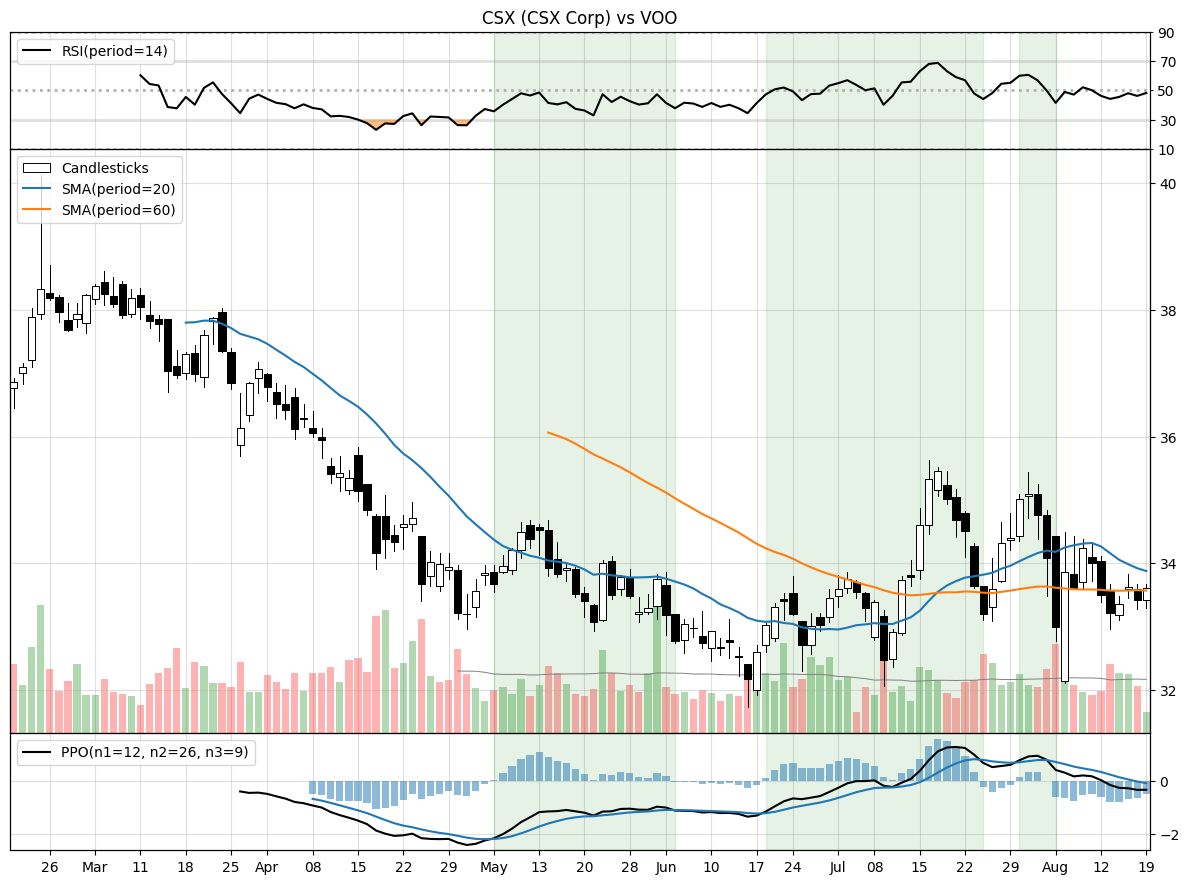 CSX (CSX Corp) vs VOO
RSI(period=14)
90
70
50
30
10
Candlesticks
SMA(period=20)
SMA(period=60)
40
38
36
34
32
PPO(n1=12, n2=26, n3=9)
0
−2
26 Mar 11 18 25 Apr 08 15 22 29 May 13 20 28 Jun 10 17 24 Jul 08 15 22 29 Aug 12 19